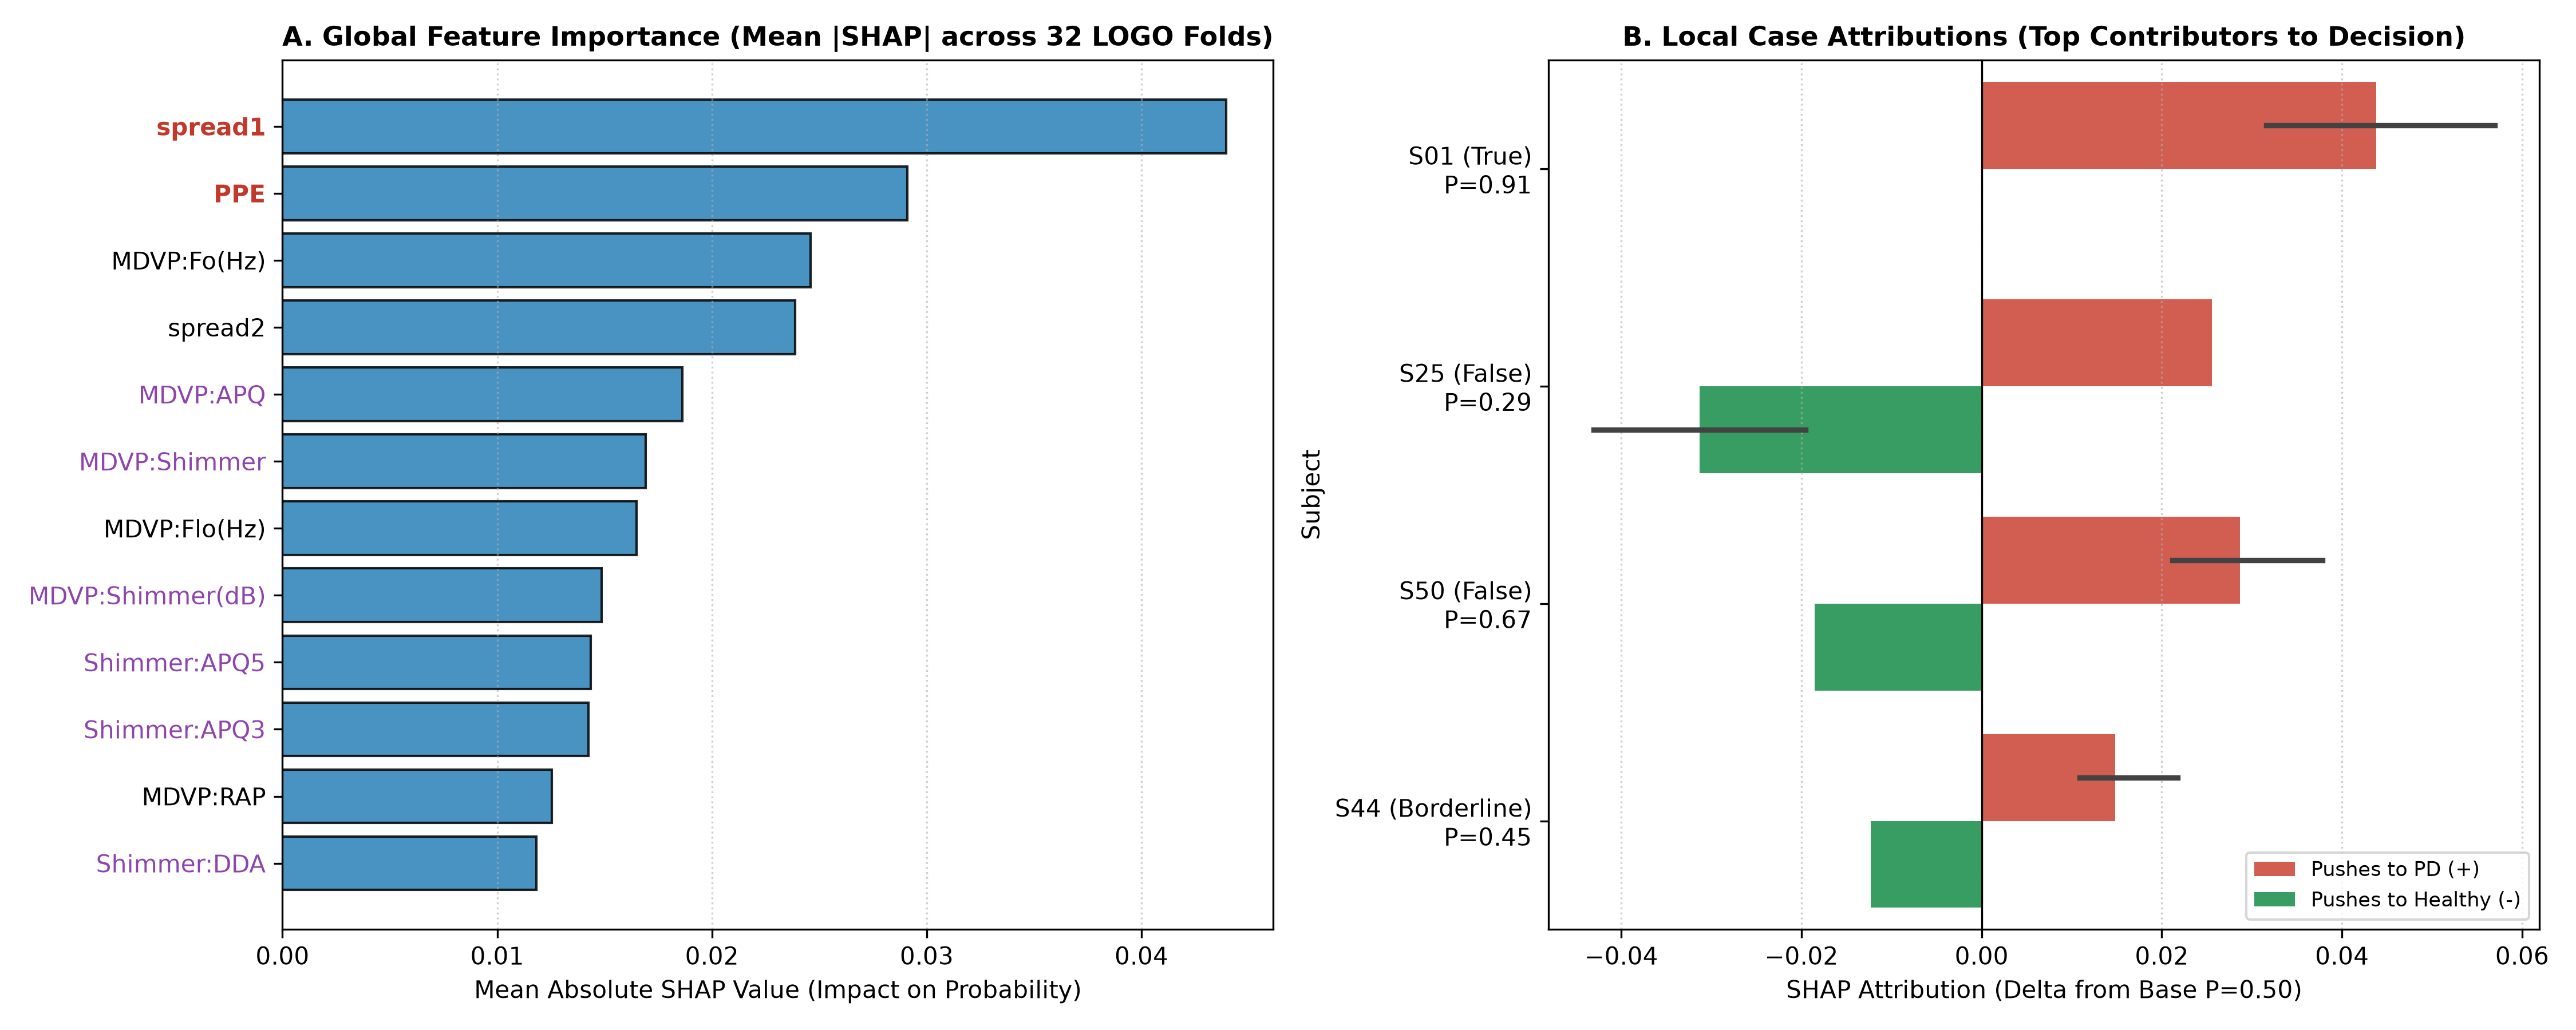 A. Global Feature Importance (Mean |SHAP| across 32 LOGO Folds)
spread1
PPE
MDVP:Fo(Hz)
spread2
MDVP:APQ
MDVP:Shimmer
MDVP:Flo(Hz)
MDVP:Shimmer(dB)
Shimmer:APQ5
Shimmer:APQ3
MDVP:RAP
Shimmer:DDA
0.00
0.01
0.02
0.03
0.04
Mean Absolute SHAP Value (Impact on Probability)
B. Local Case Attributions (Top Contributors to Decision)
Subject
S01 (True)
P=0.91
S25 (False)
P=0.29
S50 (False)
P=0.67
S44 (Borderline)
P=0.45
Pushes to PD (+)
Pushes to Healthy (-)
−0.04
−0.02
0.00
0.02
0.04
0.06
SHAP Attribution (Delta from Base P=0.50)